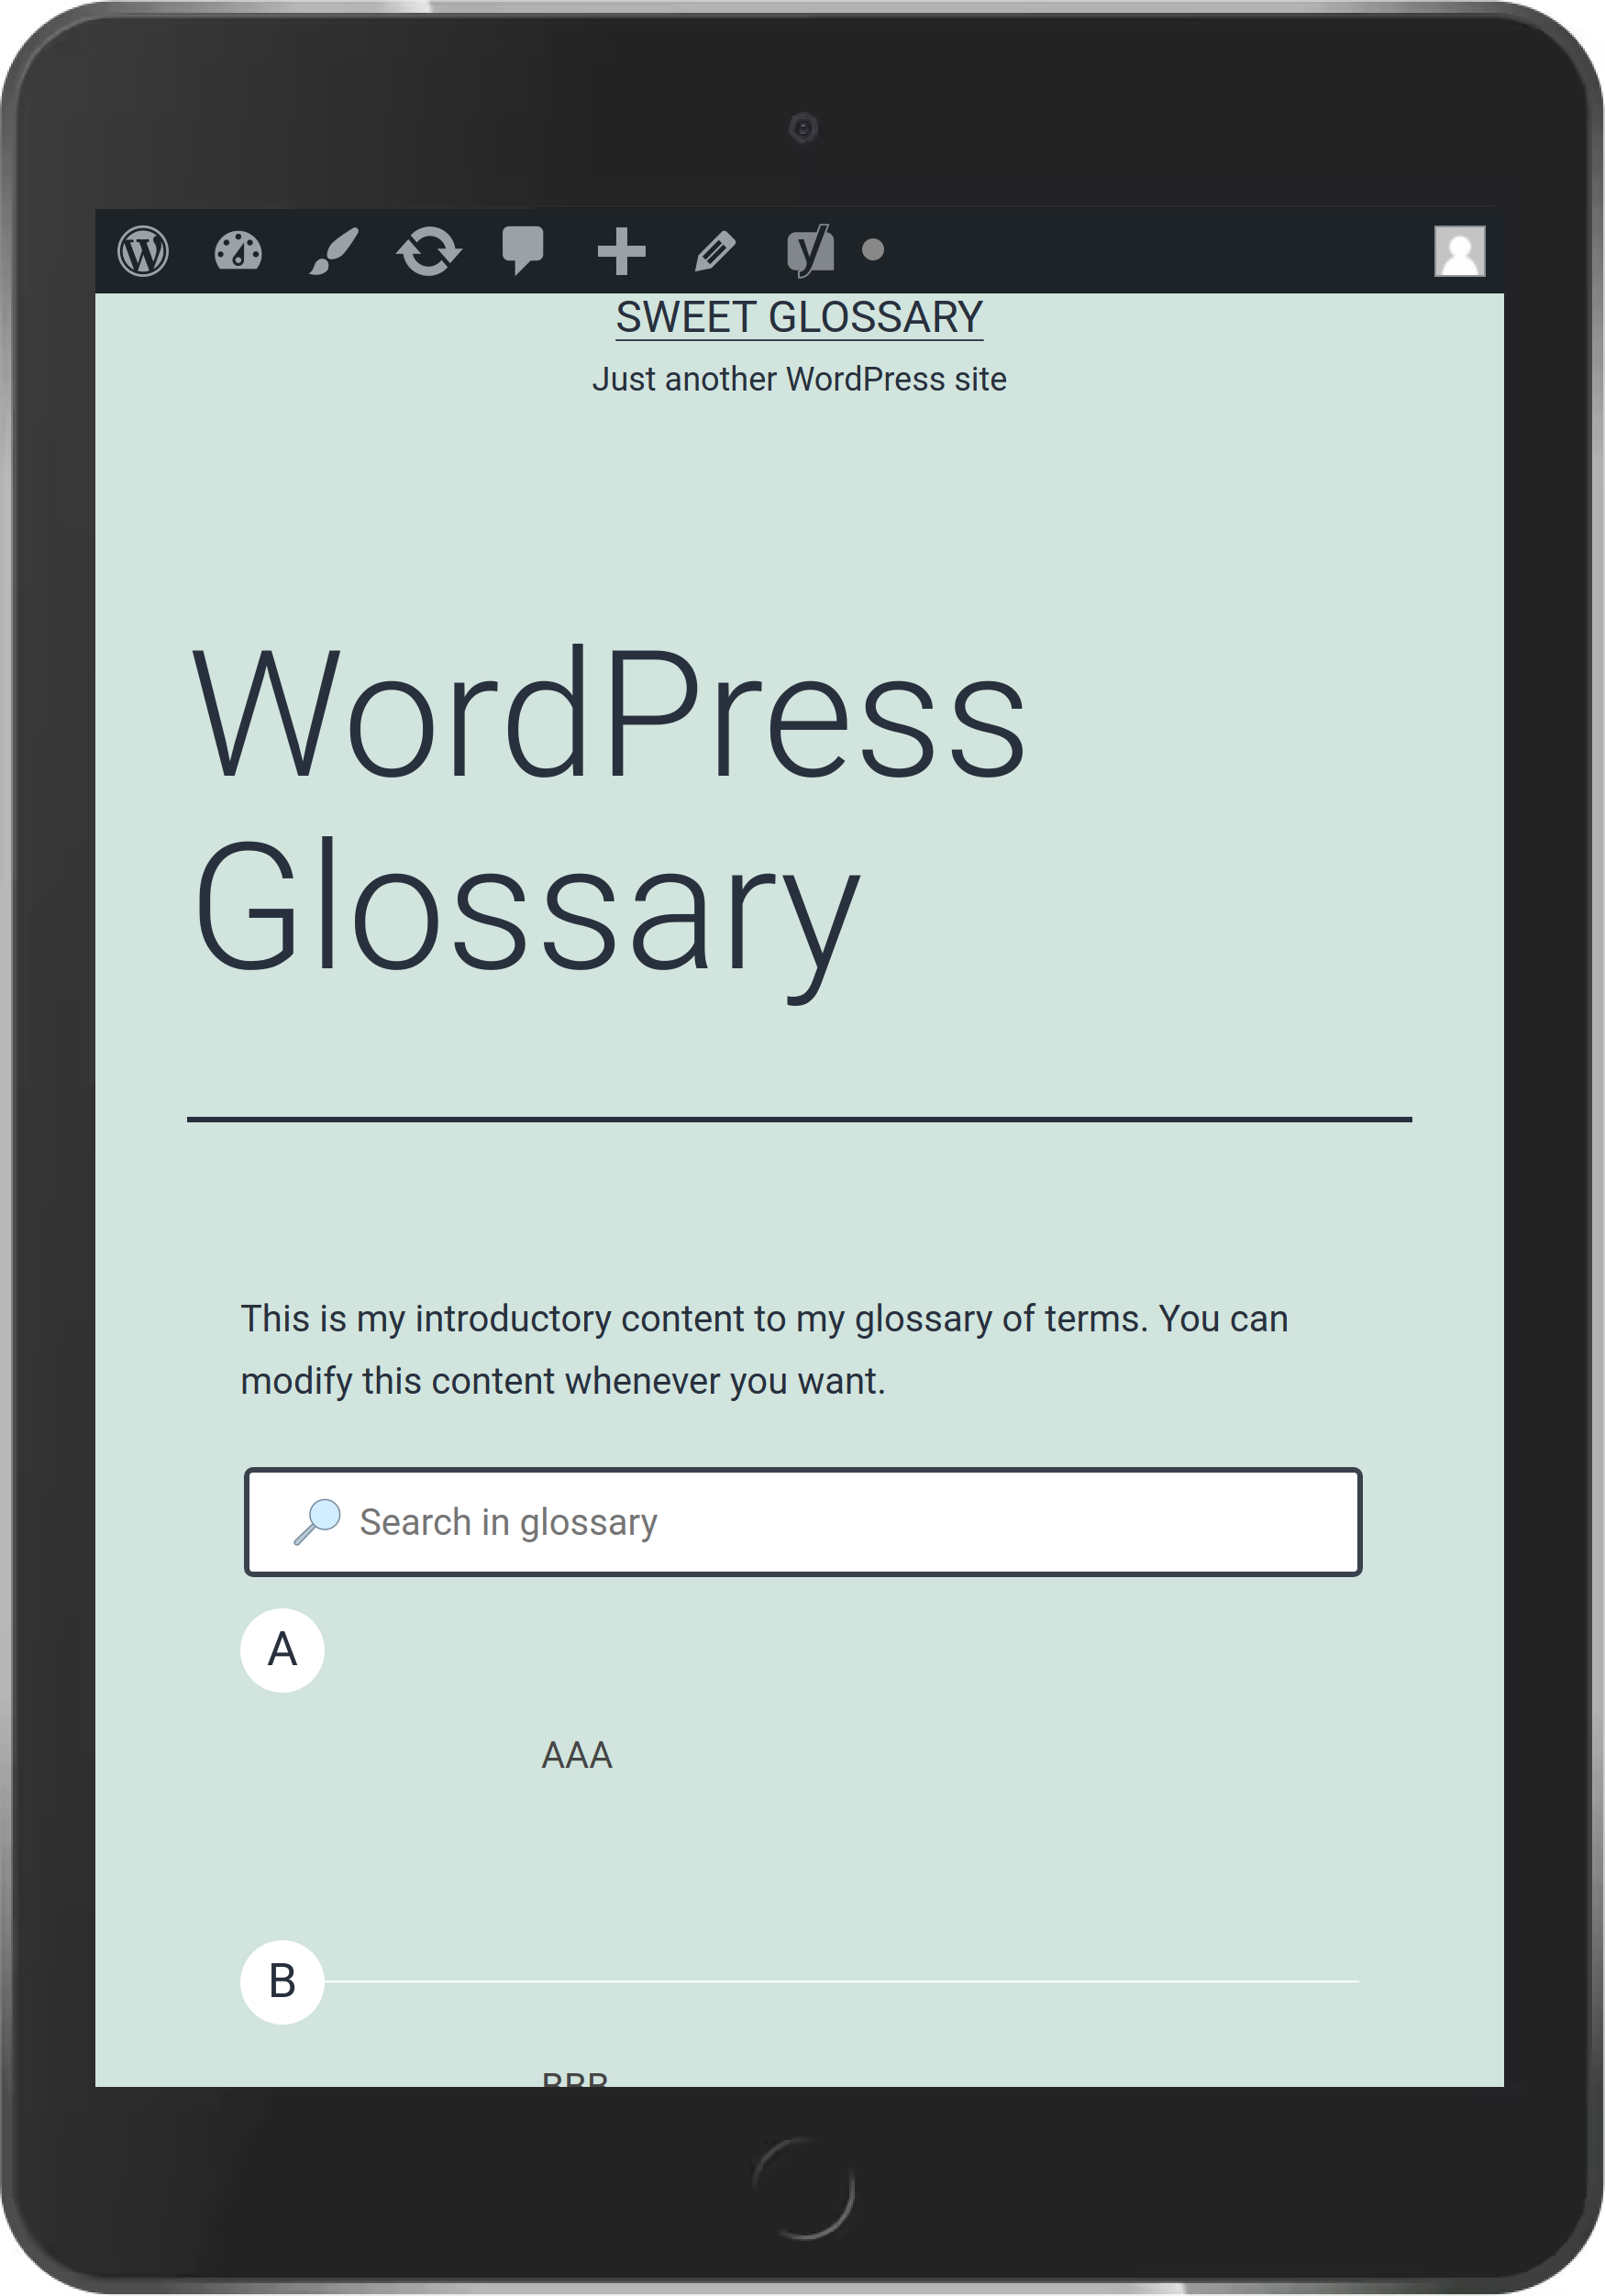 SWEET GLOSSARY
Just another WordPress site
WordPress
Glossary
This is my introductory content to my glossary of terms. You can
modify this content whenever you want.
Search in glossary
A
AAA
B
BBB